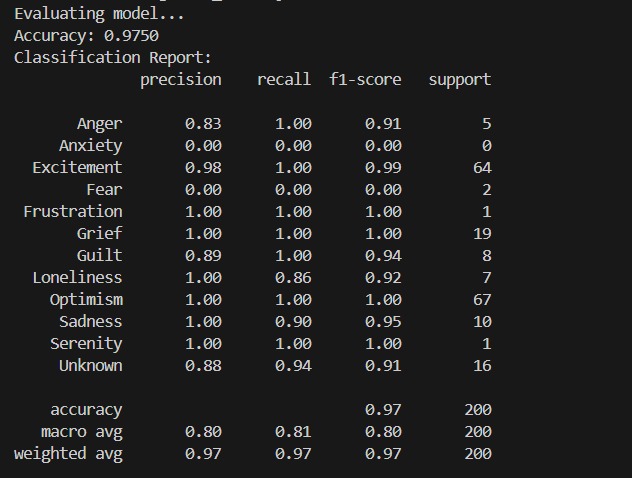 Evaluating model...
Accuracy: 0.9750
Classification Report:
precision recall f1-score support
Anger 0.83 1.00 0.91 5
Anxiety 0.00 0.00 0.00 0
Excitement 0.98 1.00 0.99 64
Fear 0.00 0.00 0.00 2
Frustration 1.00 1.00 1.00 1
Grief 1.00 1.00 1.00 19
Guilt 0.89 1.00 0.94 8
Loneliness 1.00 0.86 0.92 7
Optimism 1.00 1.00 1.00 67
Sadness 1.00 0.90 0.95 10
Serenity 1.00 1.00 1.00 1
Unknown 0.88 0.94 0.91 16
accuracy 0.97 200
macro avg 0.80 0.81 0.80 200
weighted avg 0.97 0.97 0.97 200